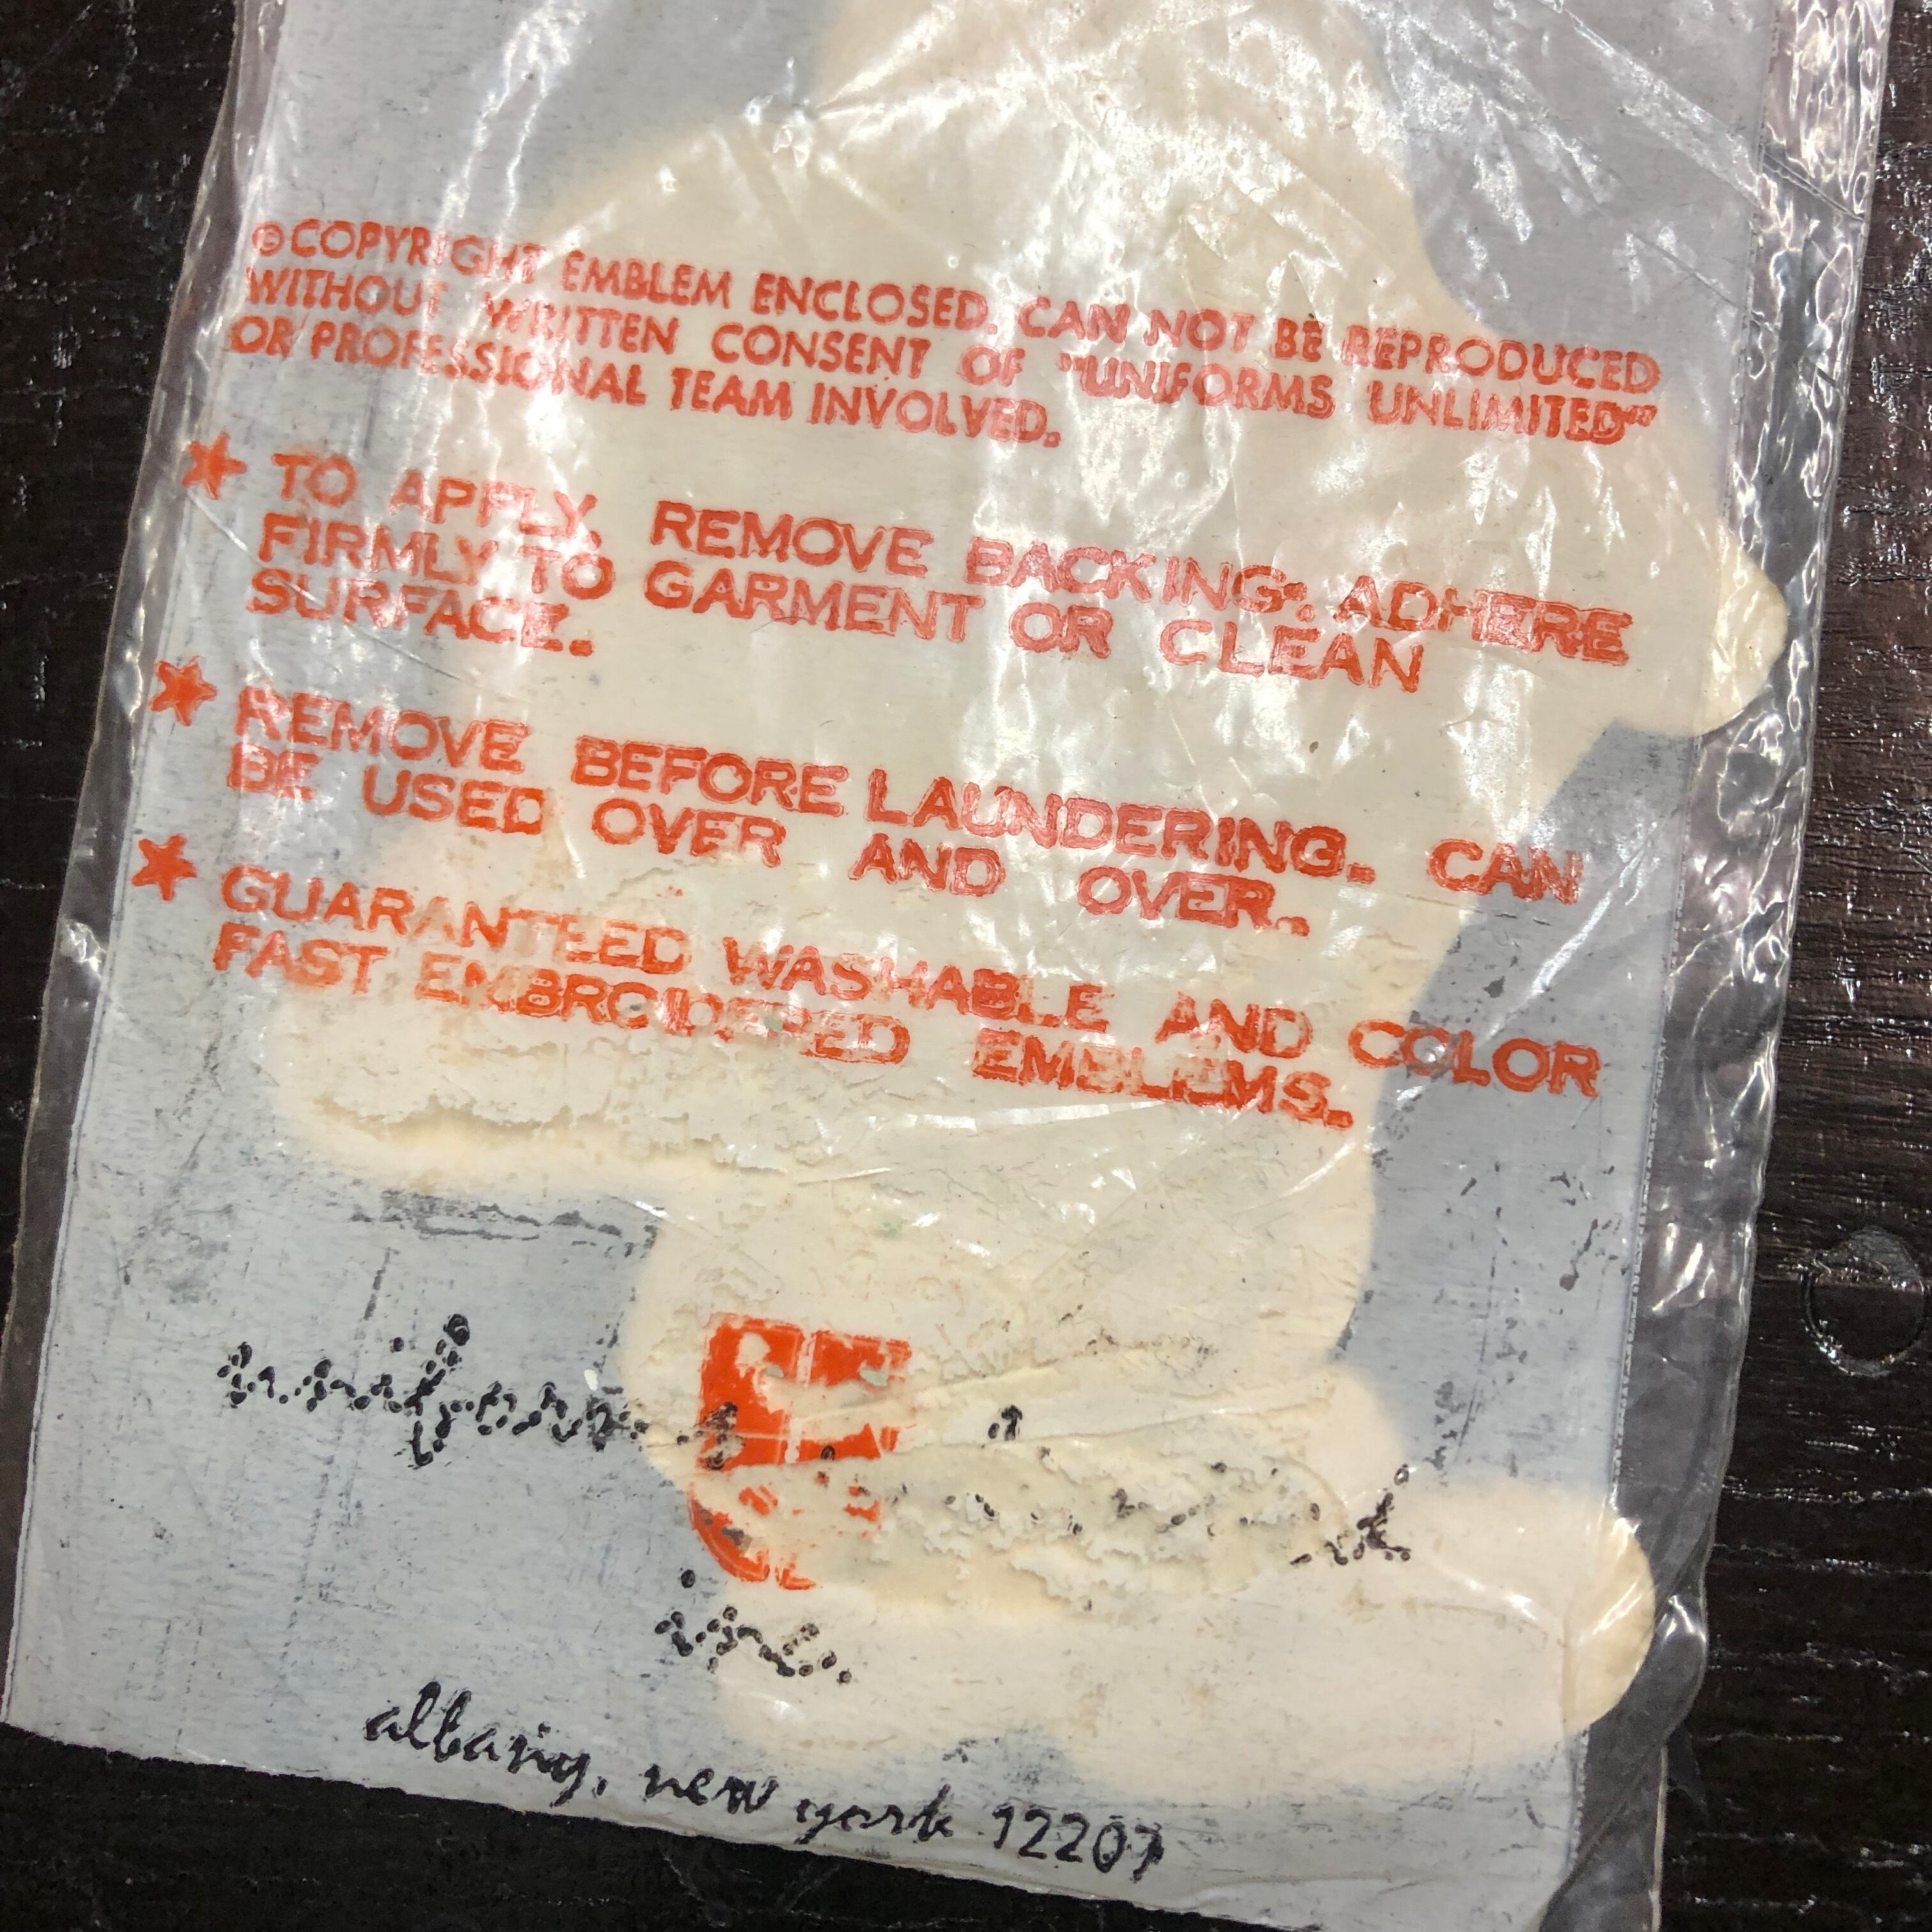 ©COPYRIGHT EMBLEM ENCLOSED. CAN NOT BE REPRODUCED
WITHOUT WRITTEN CONSENT OF "UNIFORMS UNLIMITED"
OR PROFESSIONAL TEAM INVOLVED.
★ TO APPLY, REMOVE BACKING: ADHERE
FIRMLY TO GARMENT OR CLEAN
SURFACE.
★ REMOVE BEFORE LAUNDERING. CAN
BE USED OVER AND OVER.
★ GUARANTEED WASHABLE AND COLOR
FAST EMBROIDERED EMBLEMS.
uniforms
inc.
albany, new york 12207